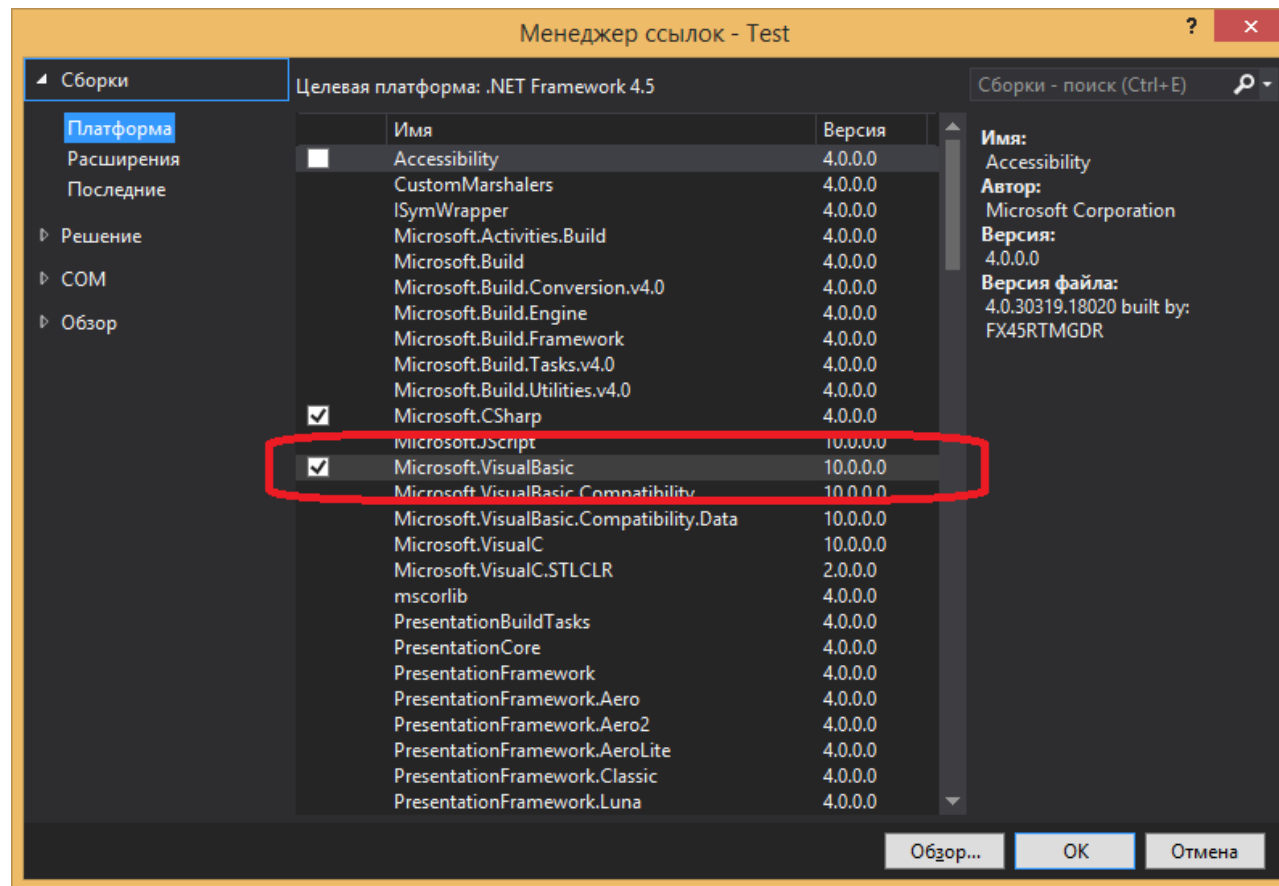 Менеджер ссылок - Test
?
Сборки
Платформа
Расширения
Последние
Решение
COM
Обзор
Целевая платформа: .NET Framework 4.5
Сборки - поиск (Ctrl+E)
Имя Версия
Accessibility 4.0.0.0
CustomMarshalers 4.0.0.0
ISymWrapper 4.0.0.0
Microsoft.Activities.Build 4.0.0.0
Microsoft.Build 4.0.0.0
Microsoft.Build.Conversion.v4.0 4.0.0.0
Microsoft.Build.Engine 4.0.0.0
Microsoft.Build.Framework 4.0.0.0
Microsoft.Build.Tasks.v4.0 4.0.0.0
Microsoft.Build.Utilities.v4.0 4.0.0.0
Microsoft.CSharp 4.0.0.0
Microsoft.JScript 10.0.0.0
Microsoft.VisualBasic 10.0.0.0
Microsoft.VisualBasic.Compatibility 10.0.0.0
Microsoft.VisualBasic.Compatibility.Data 10.0.0.0
Microsoft.VisualC 10.0.0.0
Microsoft.VisualC.STLCLR 2.0.0.0
mscorlib 4.0.0.0
PresentationBuildTasks 4.0.0.0
PresentationCore 4.0.0.0
PresentationFramework 4.0.0.0
PresentationFramework.Aero 4.0.0.0
PresentationFramework.Aero2 4.0.0.0
PresentationFramework.AeroLite 4.0.0.0
PresentationFramework.Classic 4.0.0.0
PresentationFramework.Luna 4.0.0.0
Имя:
Accessibility
Автор:
Microsoft Corporation
Версия:
4.0.0.0
Версия файла:
4.0.30319.18020 built by:
FX45RTMGDR
Обзор... OK Отмена